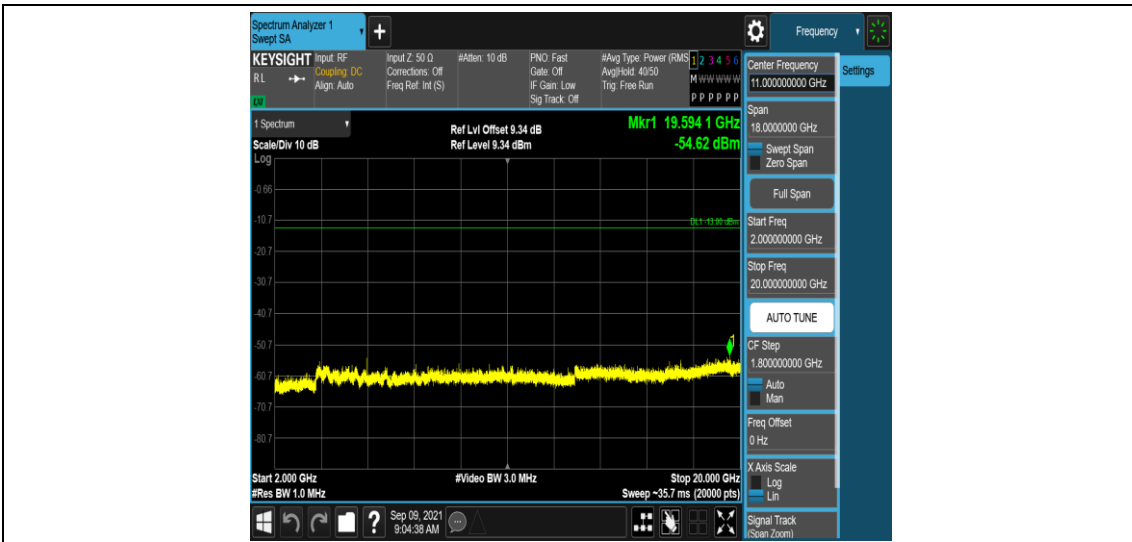 Spectrum Analyzer 1
Swept SA
+
Frequency
KEYSIGHT
RL
Input: RF
Coupling: DC
Align: Auto
Input Z: 50 Ω
Corrections: Off
Freq Ref: Int (S)
#Atten: 10 dB
PNO: Fast
Gate: Off
IF Gain: Low
Sig Track: Off
#Avg Type: Power (RMS
Avg|Hold: 40/50
Trig: Free Run
1 2 3 4 5 6
M W W W W W
P P P P P P
LXI
Center Frequency
11.000000000 GHz
Settings
1 Spectrum
Scale/Div 10 dB
Log
Ref Lvl Offset 9.34 dB
Ref Level 9.34 dBm
Mkr1 19.594 1 GHz
-54.62 dBm
Span
18.0000000 GHz
Swept Span
Zero Span
Full Span
-0.66
-10.7
-20.7
-30.7
-40.7
-50.7
-60.7
-70.7
-80.7
DL1 -13.00 dBm
1
Start Freq
2.000000000 GHz
Stop Freq
20.000000000 GHz
AUTO TUNE
CF Step
1.800000000 GHz
Auto
Man
Freq Offset
0 Hz
X Axis Scale
Log
Lin
Signal Track
(Span Zoom)
Start 2.000 GHz
#Res BW 1.0 MHz
#Video BW 3.0 MHz
Stop 20.000 GHz
Sweep ~35.7 ms (20000 pts)
?
Sep 09, 2021
9:04:38 AM